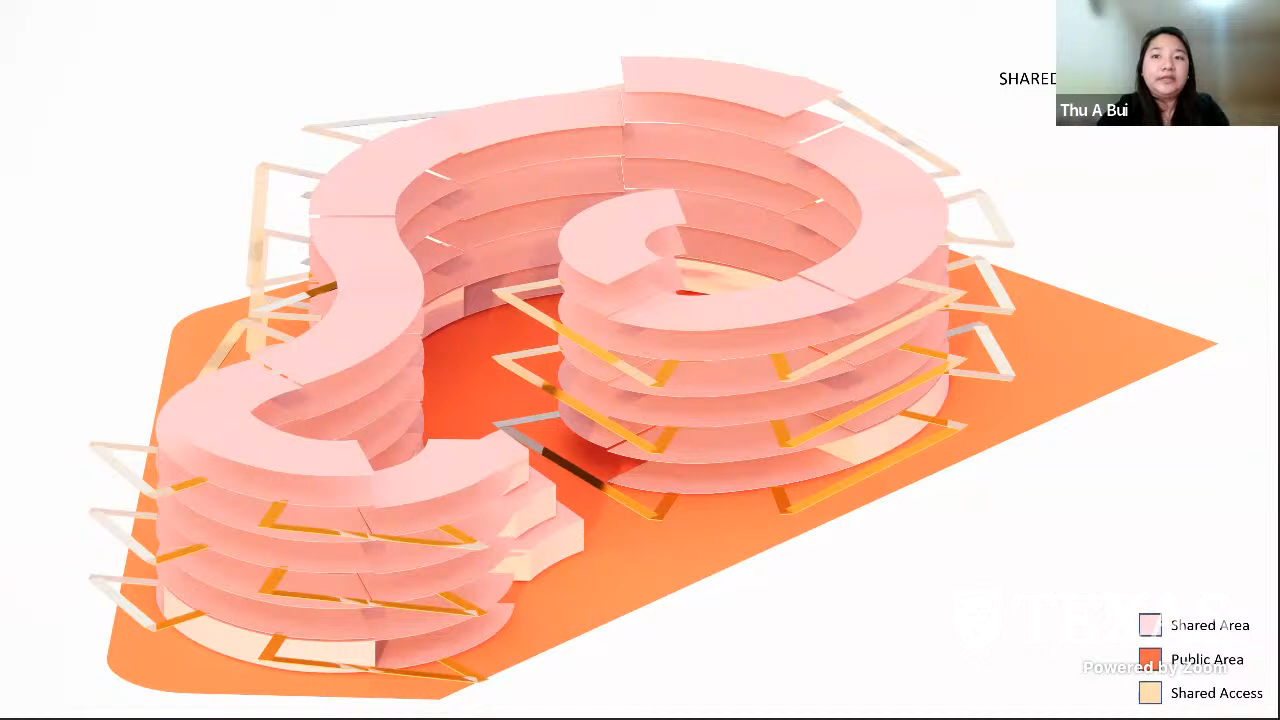 SHARED
Thu A Bui
Shared Area
Public Area
Powered by Zoom
Shared Access